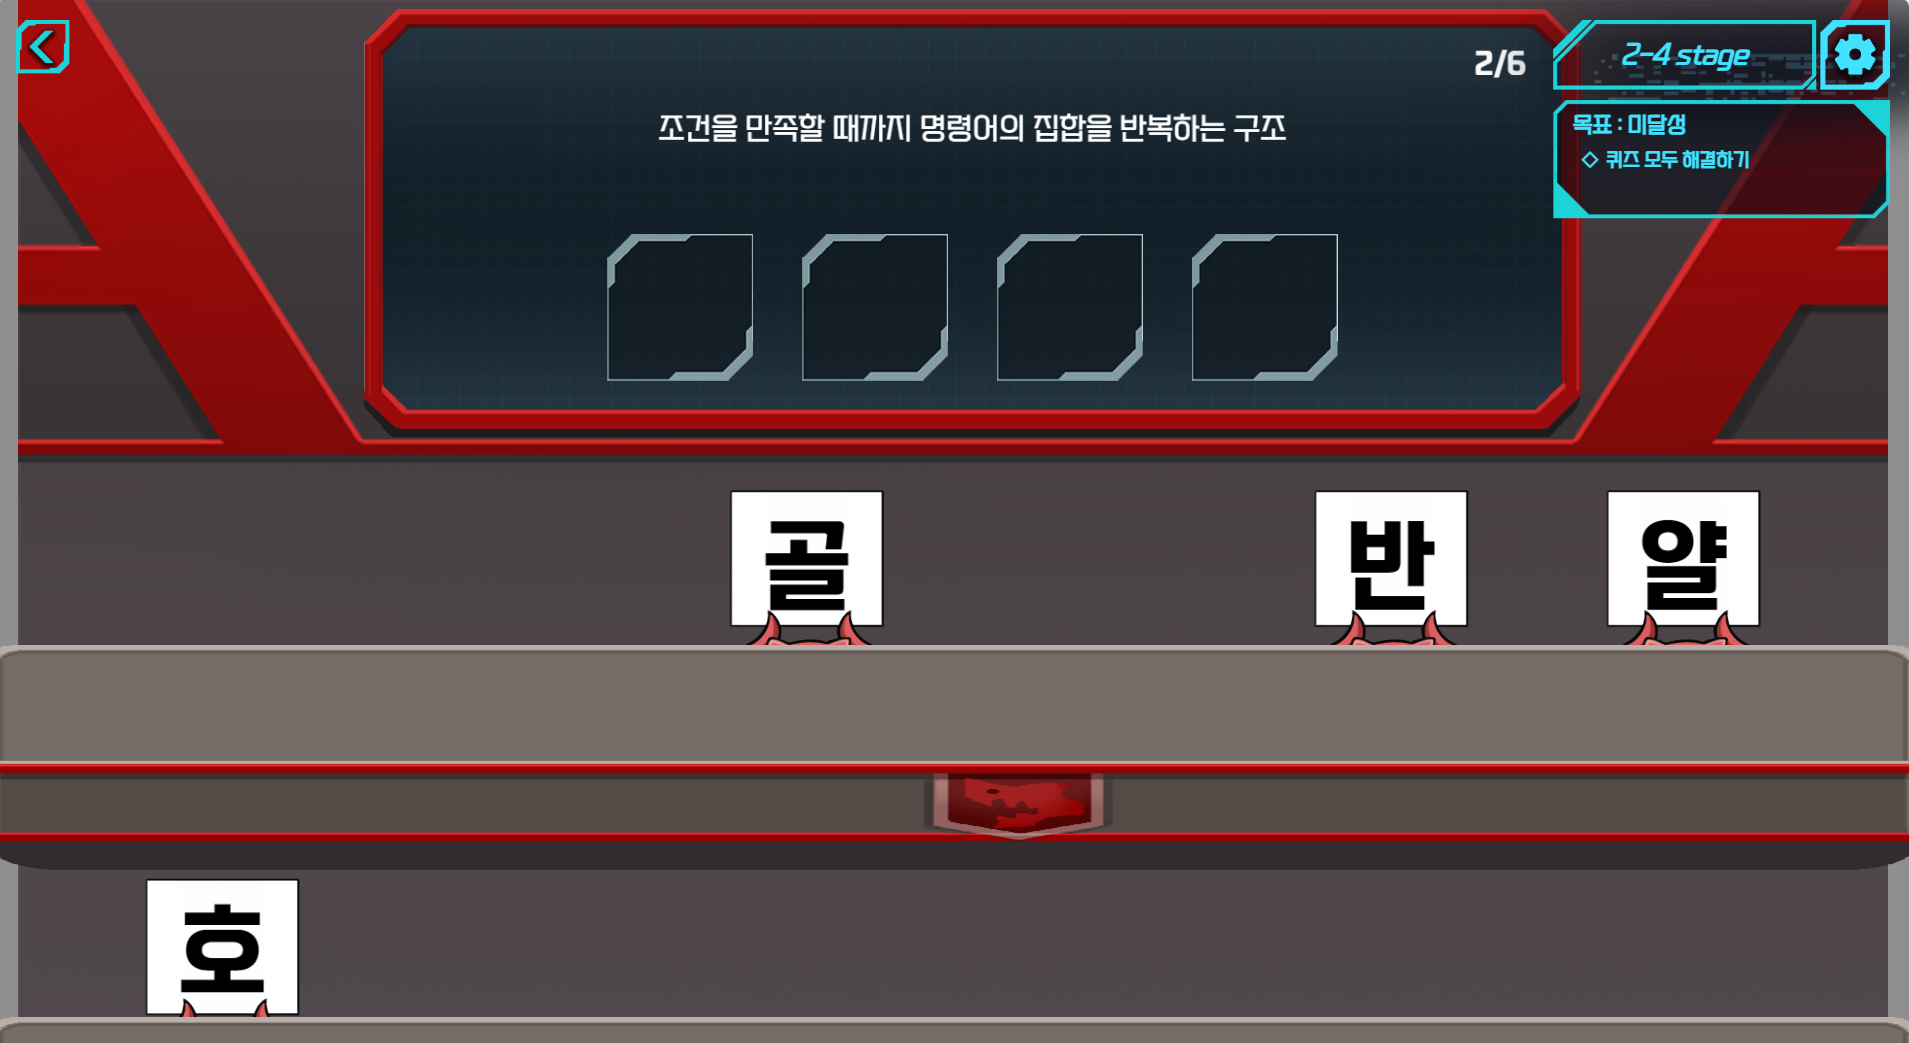 2/6
2-4 stage
조건을 만족할 때까지 명령어의 집합을 반복하는 구조
목표 : 미달성
◇ 퀴즈 모두 해결하기
골 반 얄
호